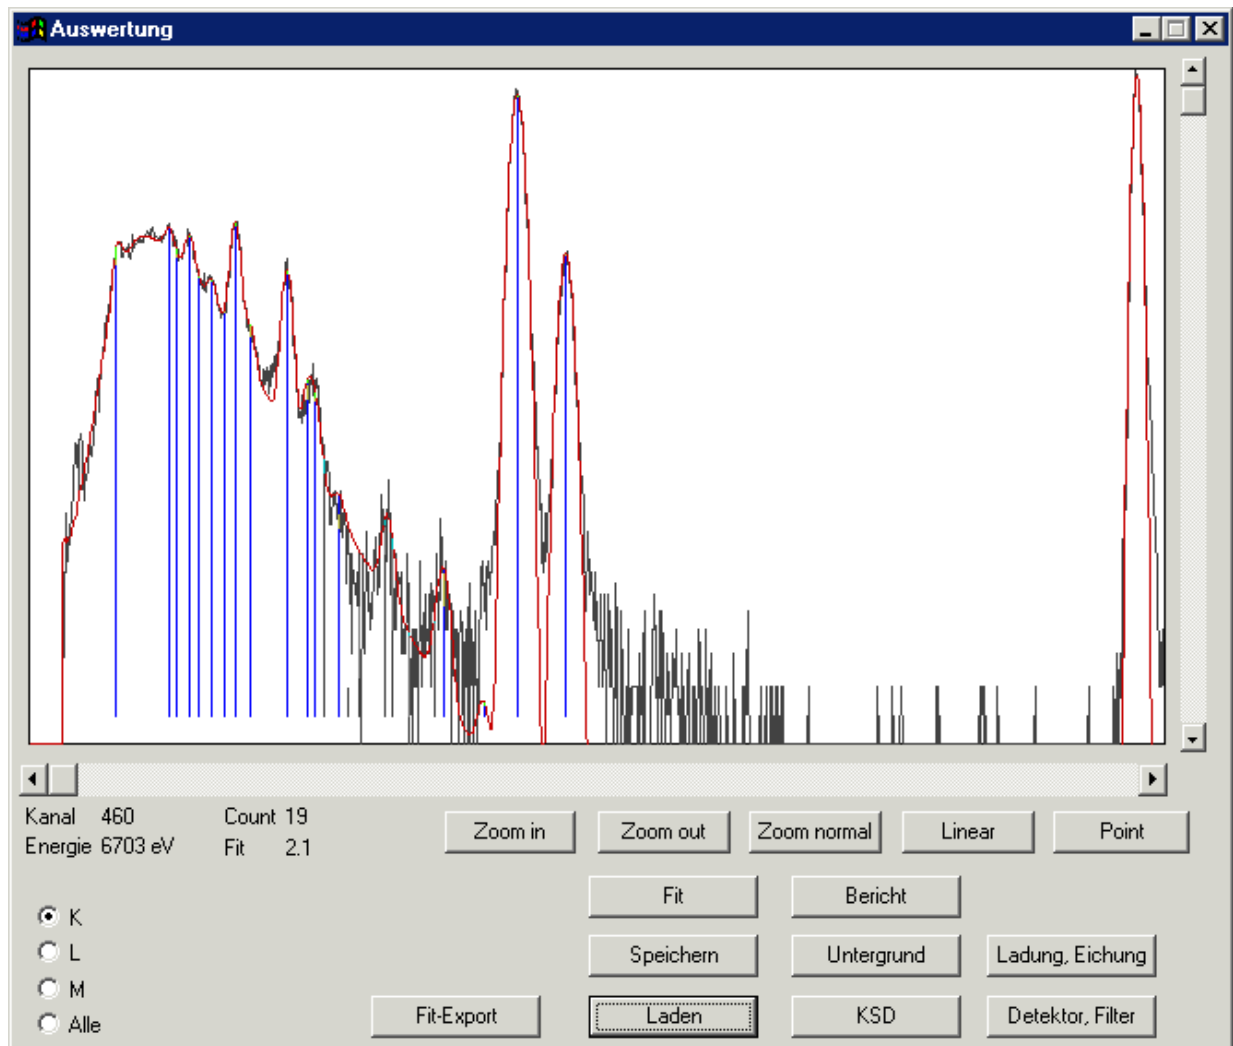 Auswertung
Kanal 460 Count 19
Energie 6703 eV Fit 2.1
Zoom in Zoom out Zoom normal Linear Point
Fit Bericht
K
L Speichern Untergrund Ladung, Eichung
M
Alle Fit-Export Laden KSD Detektor, Filter